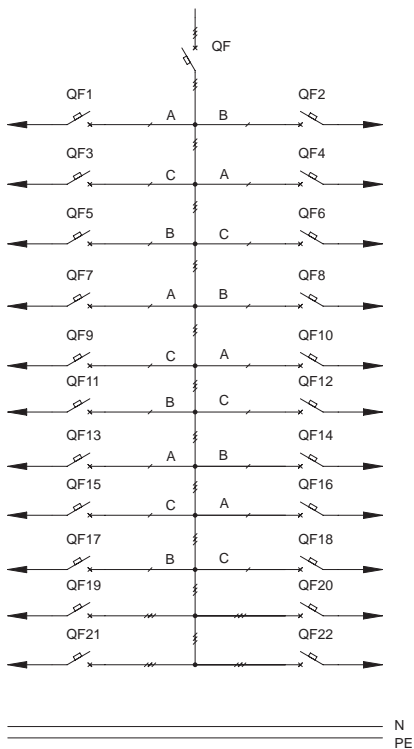 QF
QF1 QF2
A B
QF3 QF4
C A
QF5 QF6
B C
QF7 QF8
A B
QF9 QF10
C A
QF11 QF12
B C
QF13 QF14
A B
QF15 QF16
C A
QF17 QF18
B C
QF19 QF20
QF21 QF22
N
PE